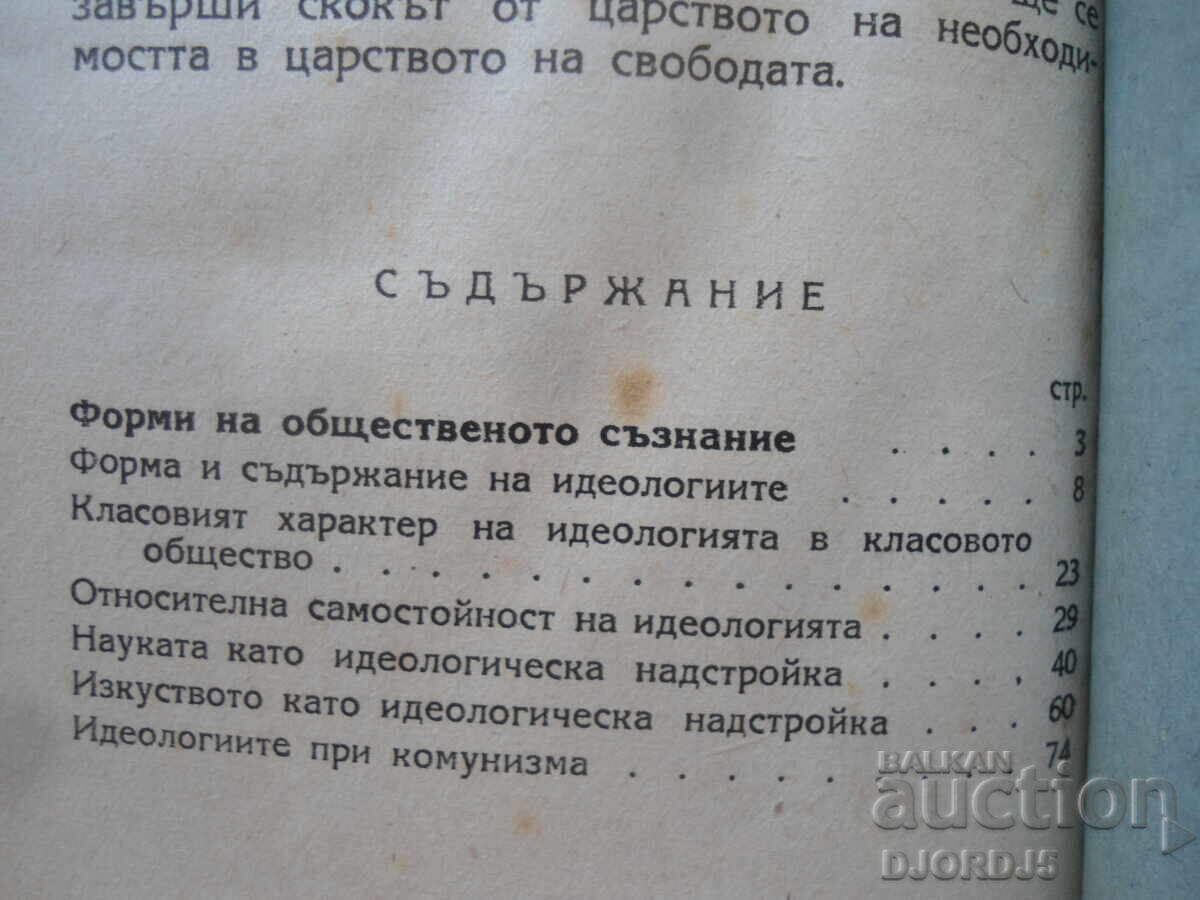 завърши скокът от царството на необходи-
мостта в царството на свободата.
СЪДЪРЖАНИЕ
стр.
Форми на общественото съзнание . . . . 3
Форма и съдържание на идеологиите . . . . . 8
Класовият характер на идеологията в класовото
общество . . . . . . . . . . . . . . 23
Относителна самостойност на идеологията . . . . 29
Науката като идеологическа надстройка . . . . 40
Изкуството като идеологическа надстройка . . . 60
Идеологиите при комунизма . . . . . . . . 74
BALKAN
auction
DJORDJ5